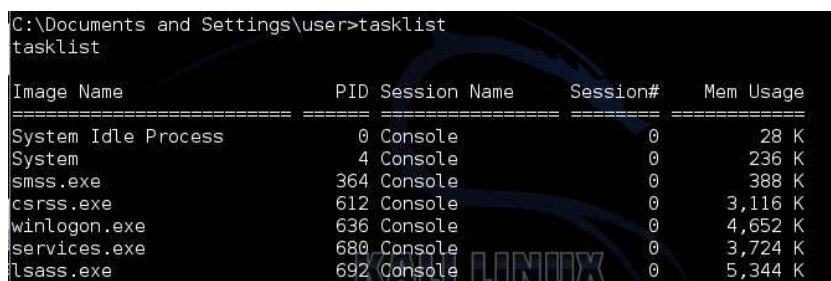 C:\Documents and Settings\user>tasklist
tasklist
Image Name PID Session Name Session# Mem Usage
========================= ====== ================ ======== ============
System Idle Process 0 Console 0 28 K
System 4 Console 0 236 K
smss.exe 364 Console 0 388 K
csrss.exe 612 Console 0 3,116 K
winlogon.exe 636 Console 0 4,652 K
services.exe 680 Console 0 3,724 K
lsass.exe 692 Console 0 5,344 K
KALI LINUX